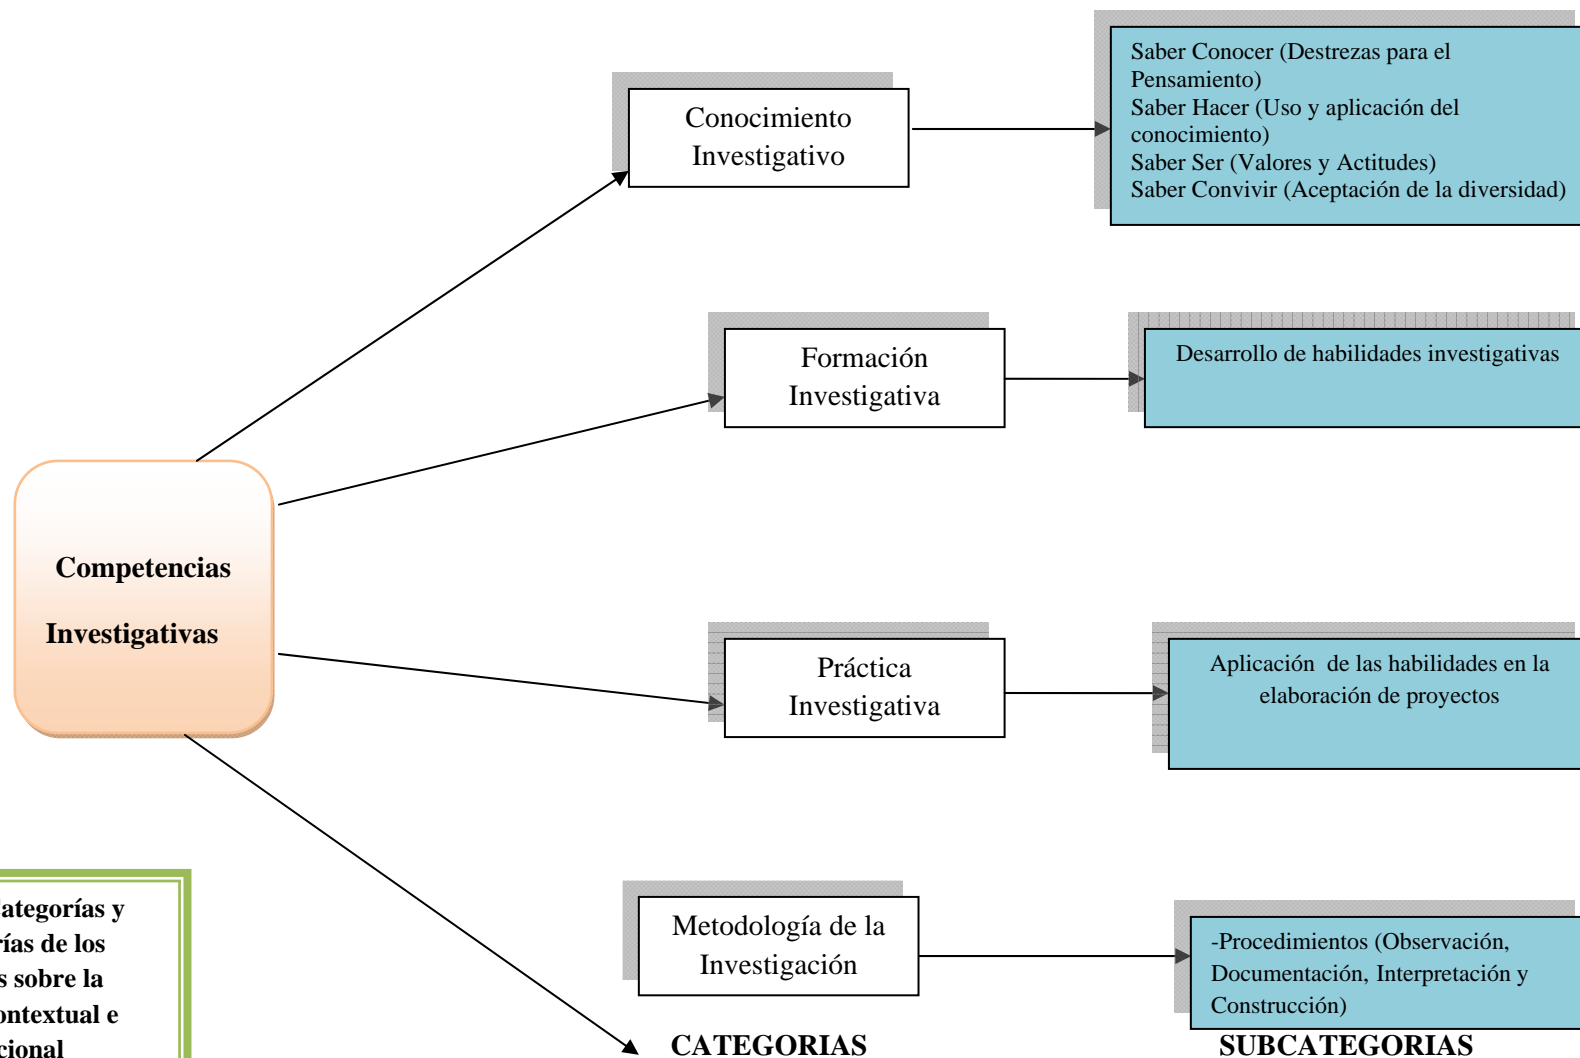 Saber Conocer (Destrezas para el
Pensamiento)
Saber Hacer (Uso y aplicación del
conocimiento)
Saber Ser (Valores y Actitudes)
Saber Convivir (Aceptación de la diversidad)
Conocimiento
Investigativo
Formación
Investigativa
Desarrollo de habilidades investigativas
Competencias
Investigativas
Práctica
Investigativa
Aplicación  de las habilidades en la
elaboración de proyectos
Metodología de la
Investigación
-Procedimientos (Observación,
Documentación, Interpretación y
Construcción)
ategorías y
rías de los
s sobre la
ontextual e
cional
CATEGORIAS
SUBCATEGORIAS